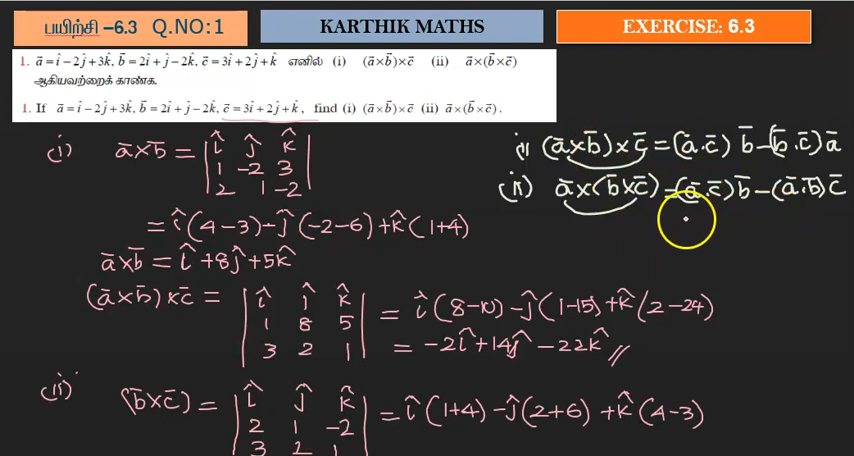 பயிற்சி –6.3 Q.NO:1
KARTHIK MATHS
EXERCISE: 6.3
1. a̅ = î − 2ĵ + 3k̂, b̅ = 2î + ĵ − 2k̂, c̅ = 3î + 2ĵ + k̂ எனில் (i) (a̅×b̅)×c̅ (ii) a̅×(b̅×c̅)
ஆகியவற்றைக் காண்க.
1. If a̅ = î − 2ĵ + 3k̂, b̅ = 2î + ĵ − 2k̂, c̅ = 3î + 2ĵ + k̂, find (i) (a̅×b̅)×c̅ (ii) a̅×(b̅×c̅).
(i) a̅×b̅ = | î ĵ k̂ |
1 −2 3
2 1 −2
= î(4−3) − ĵ(−2−6) + k̂(1+4)
a̅×b̅ = î + 8ĵ + 5k̂
(a̅×b̅)×c̅ = | î ĵ k̂ | = î(8−10) − ĵ(1−15) + k̂(2−24)
1 8 5
3 2 1 = −2î + 14ĵ − 22k̂ //
(ii) (b̅×c̅) = | î ĵ k̂ | = î(1+4) − ĵ(2+6) + k̂(4−3)
2 1 −2
3 2 1
(i) (a̅×b̅)×c̅ = (a̅.c̅) b̅ − (b̅.c̅) a̅
(ii) a̅×(b̅×c̅) = (a̅.c̅) b̅ − (a̅.b̅) c̅